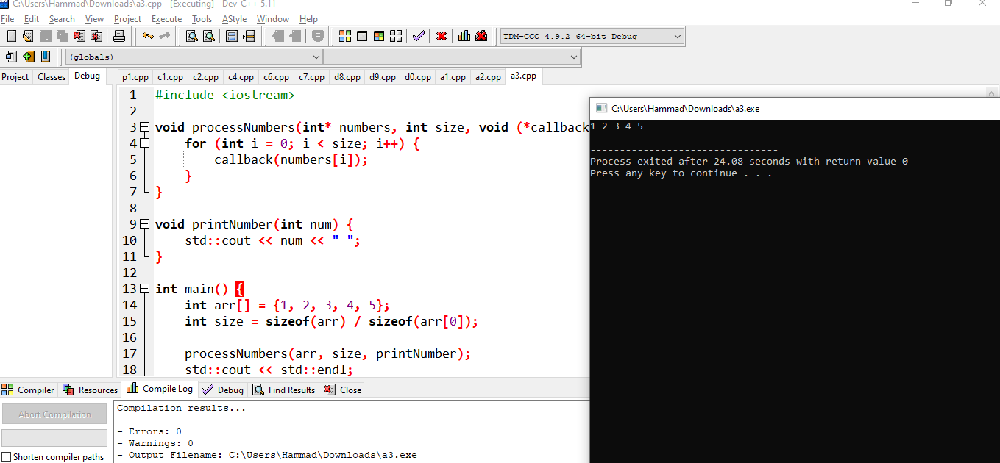 C:\Users\Hammad\Downloads\a3.cpp - [Executing] - Dev-C++ 5.11
File Edit Search View Project Execute Tools AStyle Window Help
TDM-GCC 4.9.2 64-bit Debug
(globals)
Project Classes Debug
p1.cpp c1.cpp c2.cpp c4.cpp c6.cpp c7.cpp d8.cpp d9.cpp d0.cpp a1.cpp a2.cpp a3.cpp
1 #include <iostream>
2
3 void processNumbers(int* numbers, int size, void (*callback
4 for (int i = 0; i < size; i++) {
5 callback(numbers[i]);
6 }
7 }
8
9 void printNumber(int num) {
10 std::cout << num << " ";
11 }
12
13 int main() {
14 int arr[] = {1, 2, 3, 4, 5};
15 int size = sizeof(arr) / sizeof(arr[0]);
16
17 processNumbers(arr, size, printNumber);
18 std::cout << std::endl;
C:\Users\Hammad\Downloads\a3.exe
1 2 3 4 5
--------------------------------
Process exited after 24.08 seconds with return value 0
Press any key to continue . . .
Compiler Resources Compile Log Debug Find Results Close
Abort Compilation
Shorten compiler paths
Compilation results...
--------
- Errors: 0
- Warnings: 0
- Output Filename: C:\Users\Hammad\Downloads\a3.exe